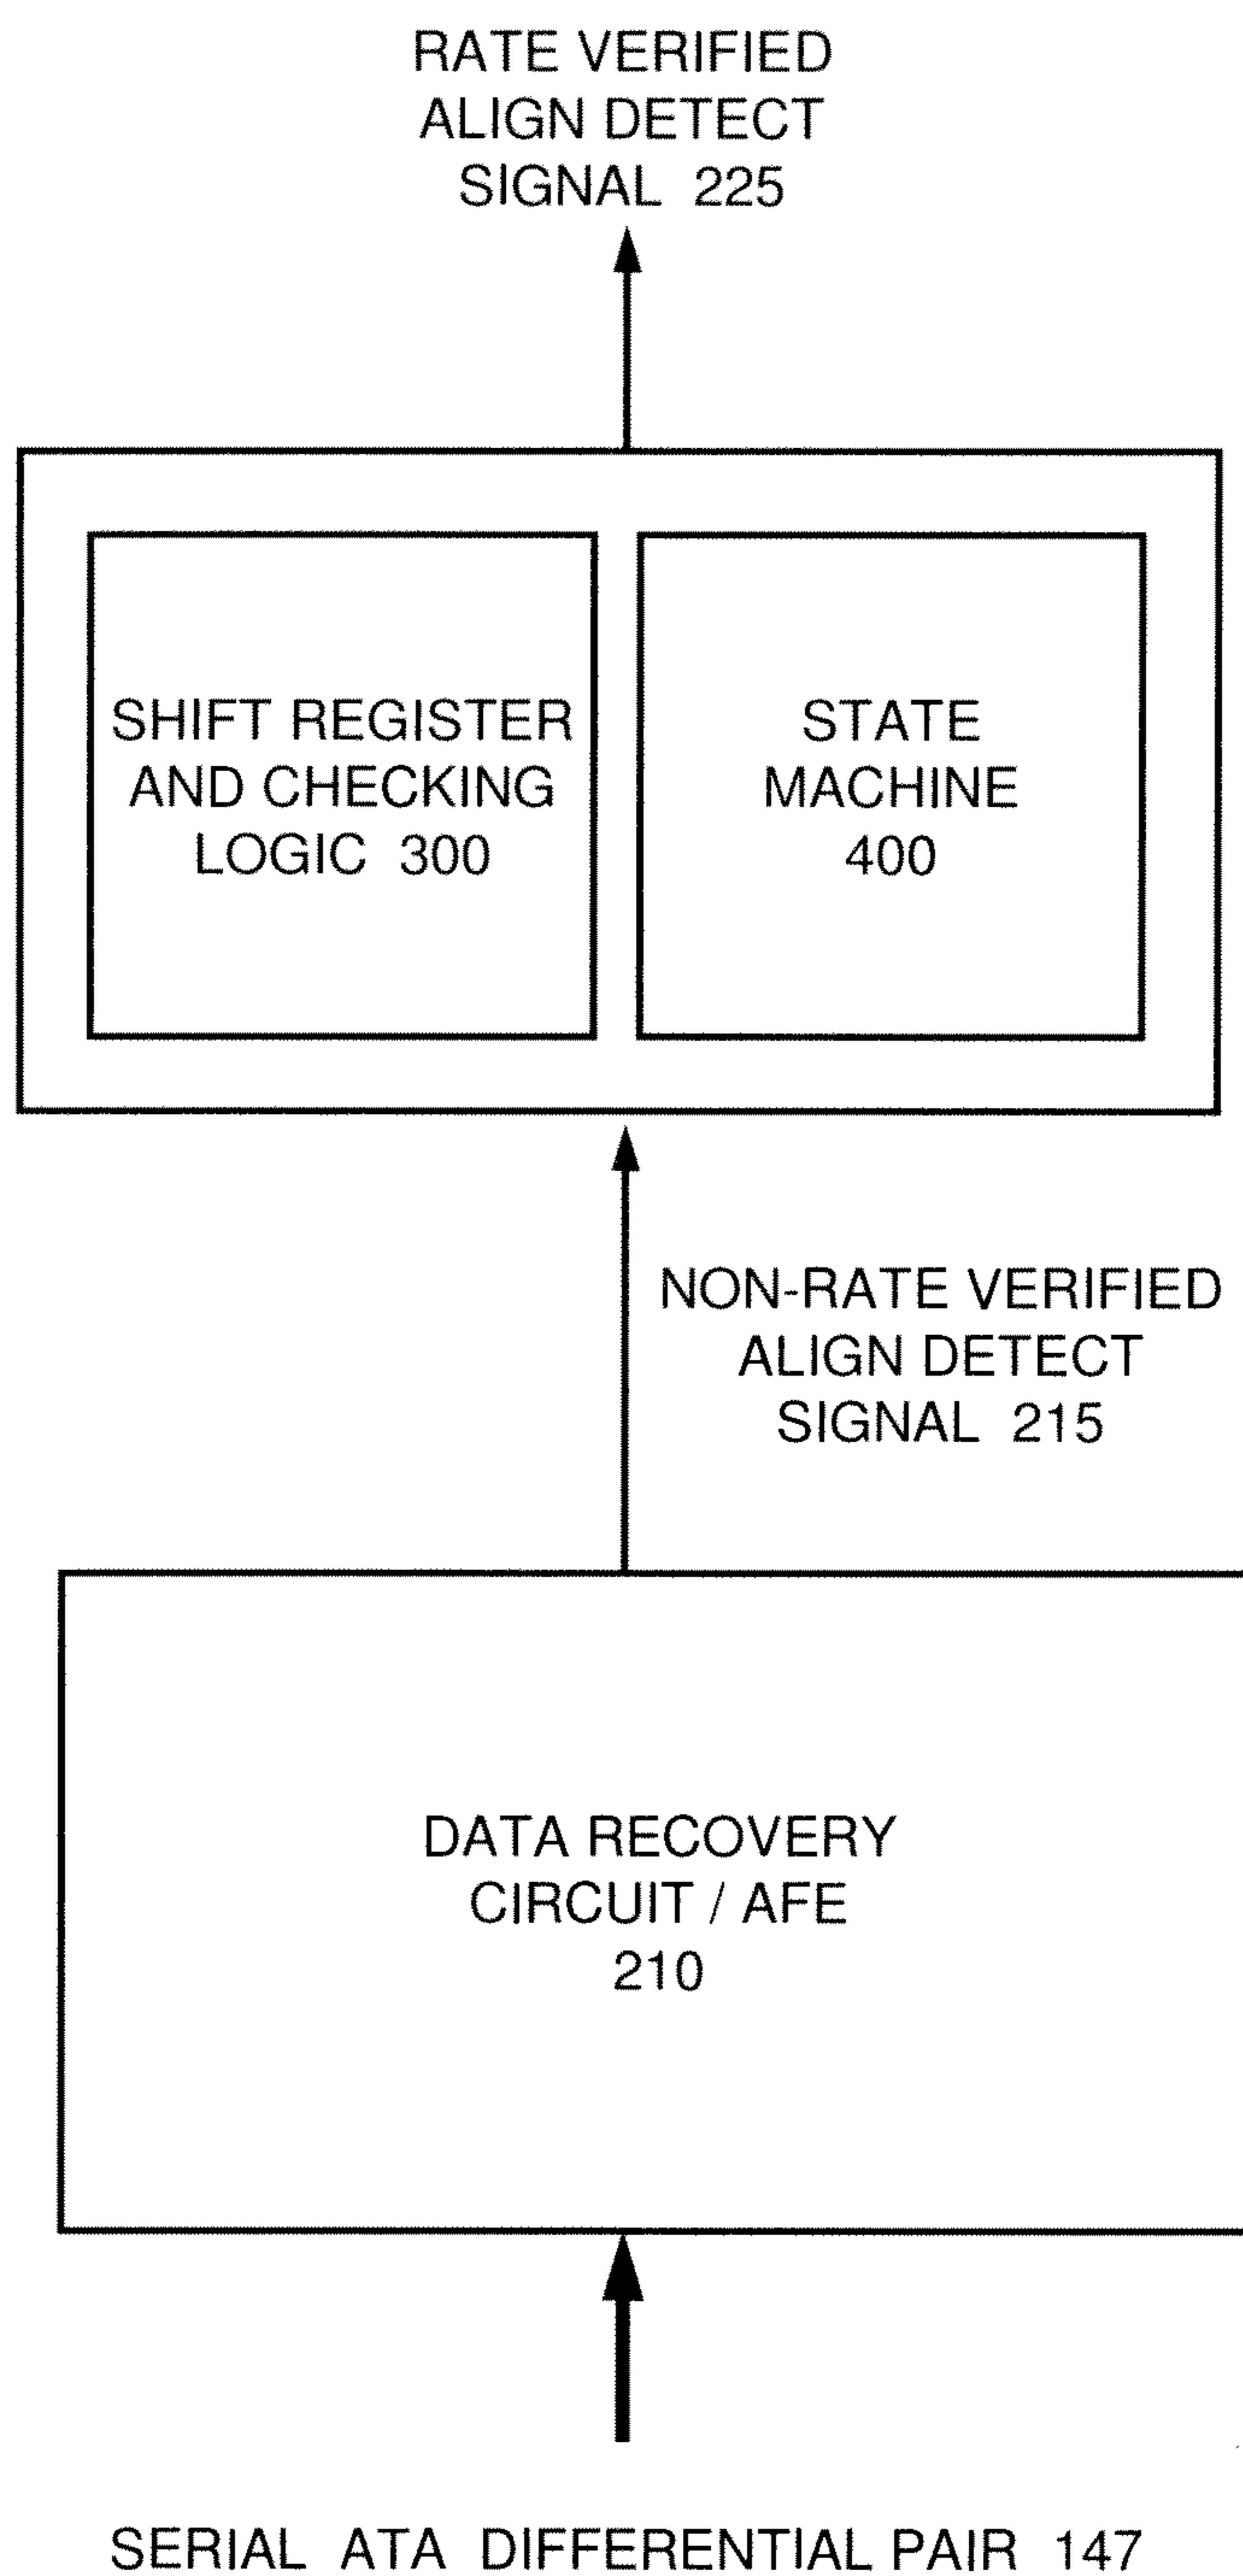 RATE VERIFIED
ALIGN DETECT
SIGNAL 225
SHIFT REGISTER
AND CHECKING
LOGIC 300
STATE
MACHINE
400
NON-RATE VERIFIED
ALIGN DETECT
SIGNAL 215
DATA RECOVERY
CIRCUIT / AFE
210
SERIAL ATA DIFFERENTIAL PAIR 147